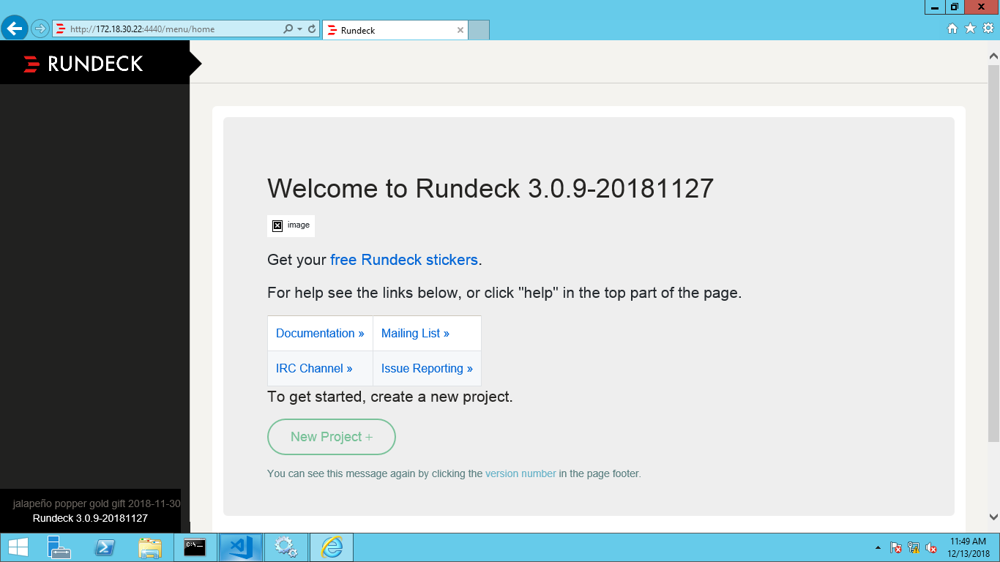 http://172.18.30.22:4440/menu/home
Rundeck
RUNDECK
Welcome to Rundeck 3.0.9-20181127
image
Get your free Rundeck stickers.
For help see the links below, or click "help" in the top part of the page.
Documentation » Mailing List »
IRC Channel » Issue Reporting »
To get started, create a new project.
New Project +
You can see this message again by clicking the version number in the page footer.
jalapeño popper gold gift 2018-11-30
Rundeck 3.0.9-20181127
C:\_
11:49 AM
12/13/2018